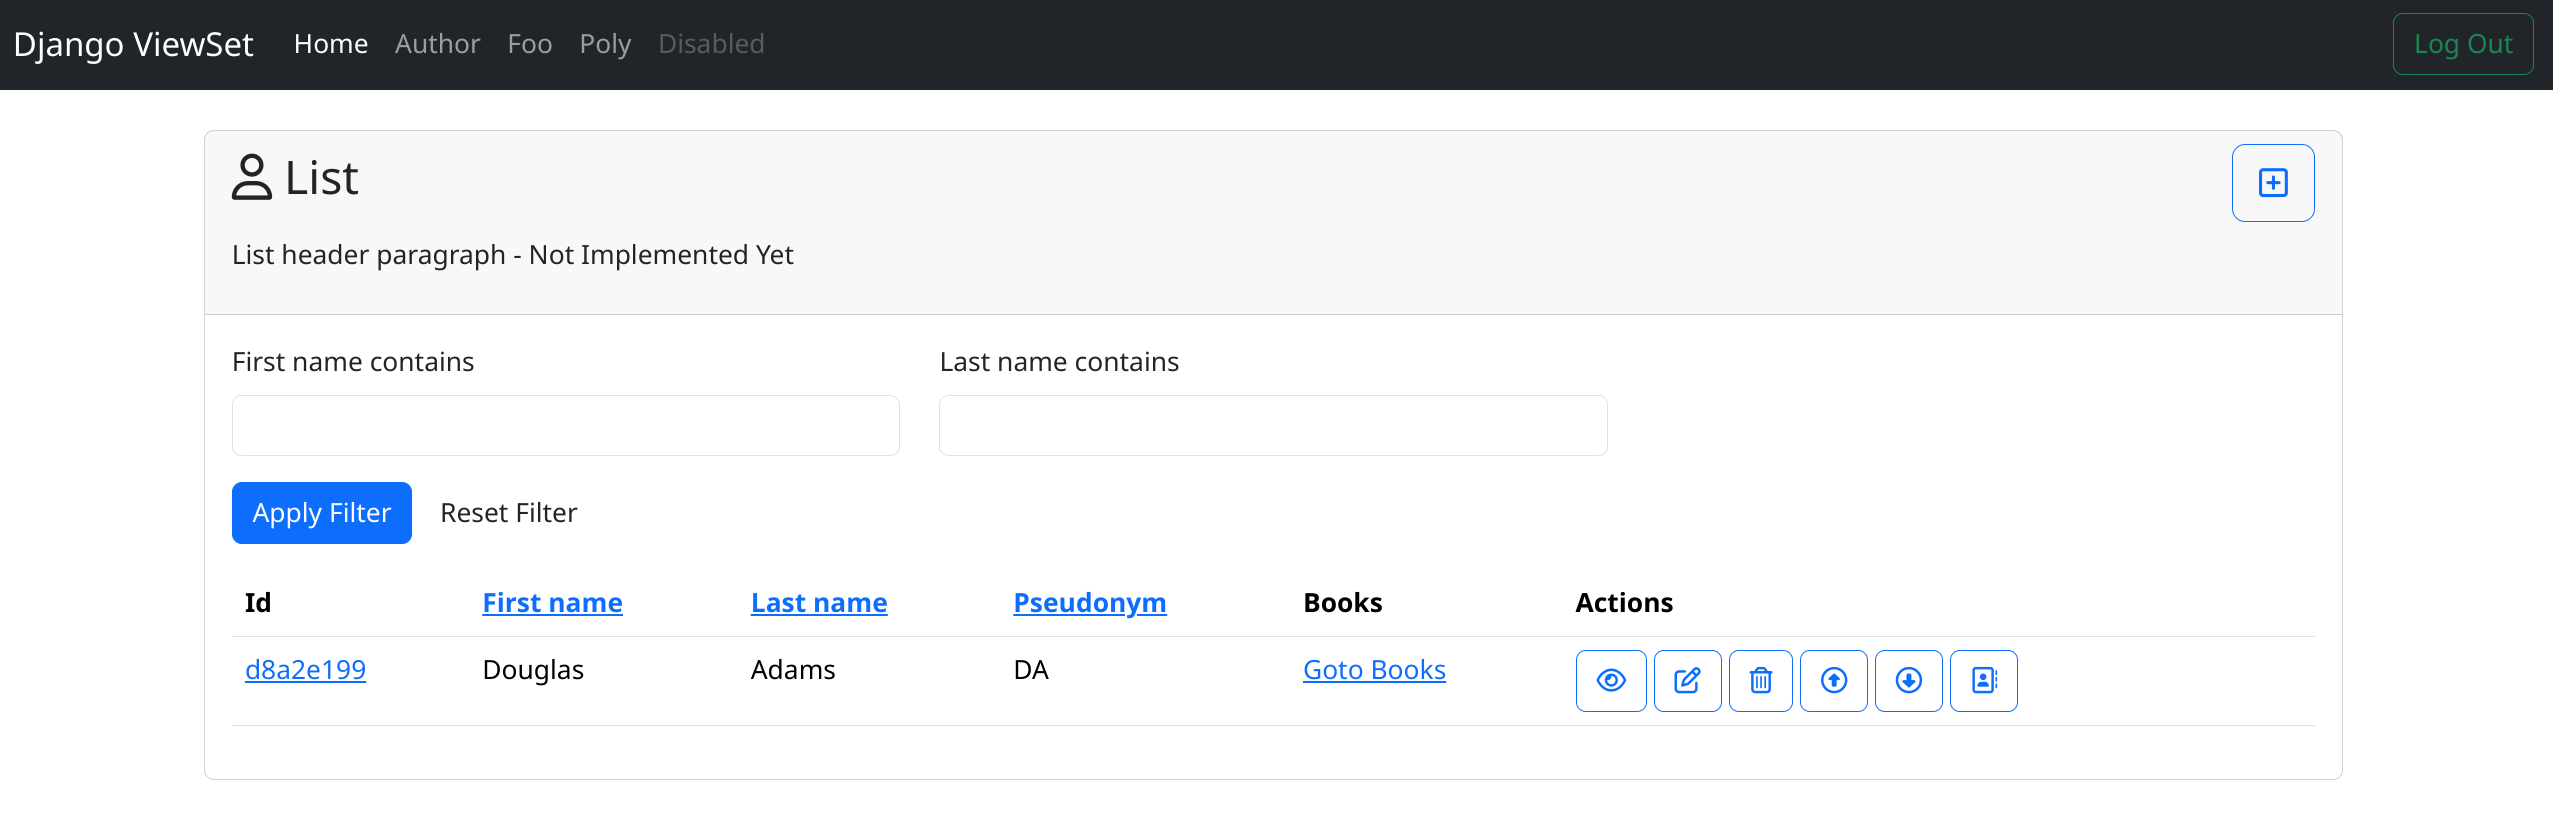 Django ViewSet Home Author Foo Poly Disabled Log Out
List
List header paragraph - Not Implemented Yet
First name contains Last name contains
Apply Filter Reset Filter
Id First name Last name Pseudonym Books Actions
d8a2e199 Douglas Adams DA Goto Books